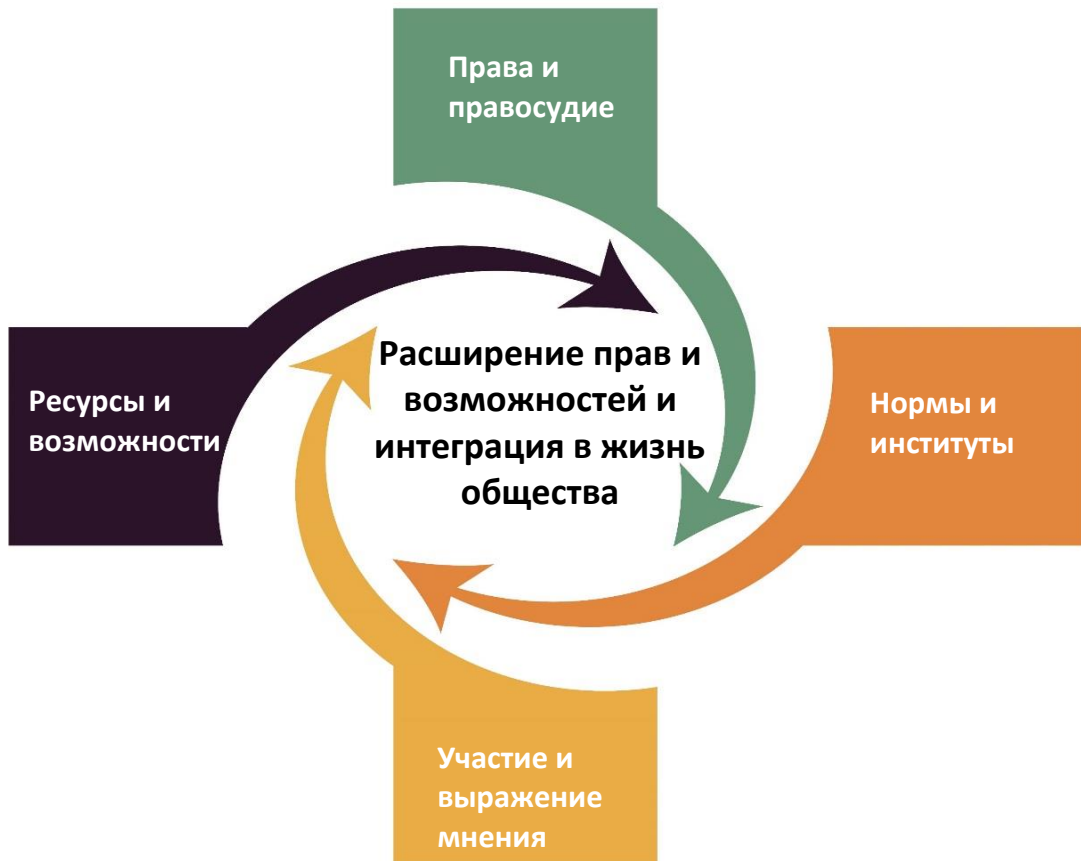 Права и
правосудие
Ресурсы и
возможности
Расширение прав и
возможностей и
интеграция в жизнь
общества
Нормы и
институты
Участие и
выражение
мнения